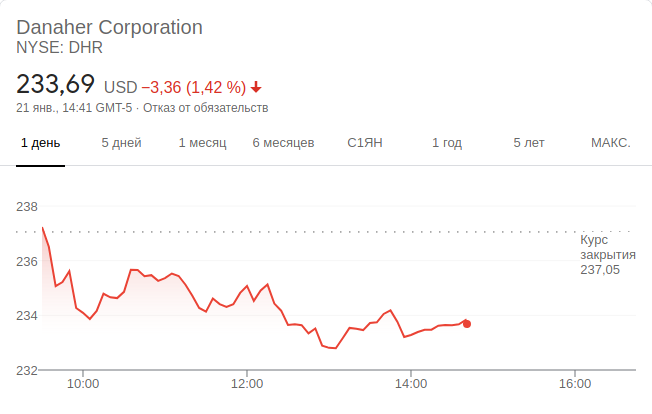 Danaher Corporation
NYSE: DHR
233,69 USD −3,36 (1,42 %)
21 янв., 14:41 GMT-5 · Отказ от обязательств
1 день 5 дней 1 месяц 6 месяцев С1ЯН 1 год 5 лет МАКС.
238
Курс
закрытия
237,05
236
234
232
10:00 12:00 14:00 16:00